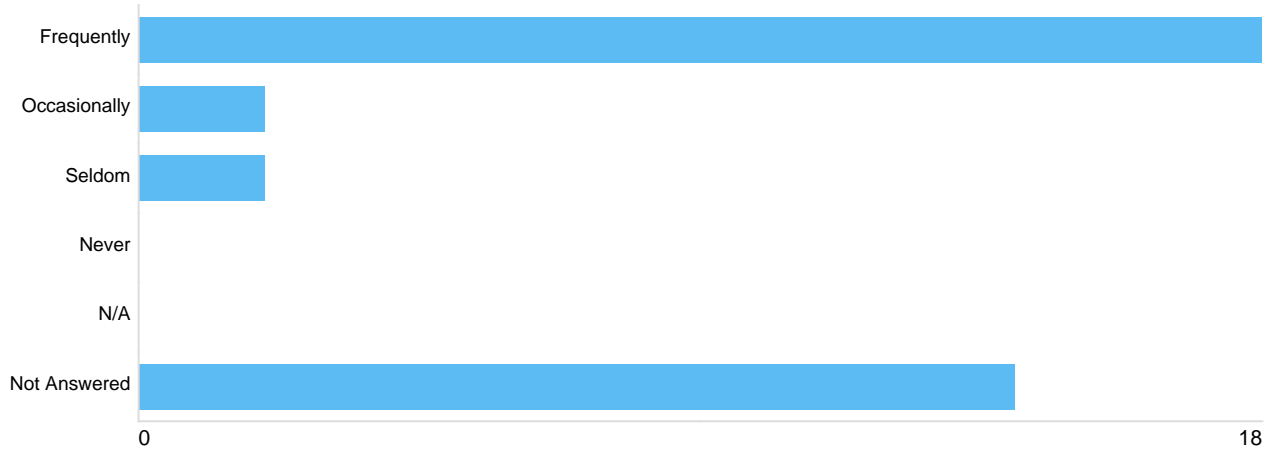 Frequently
Occasionally
Seldom
Never
N/A
Not Answered
0
18